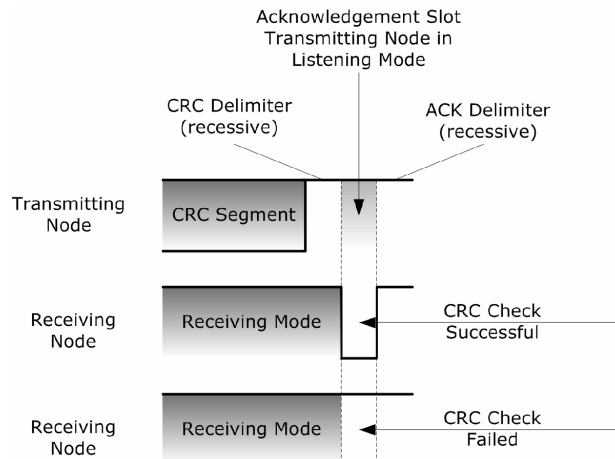 Acknowledgement Slot
Transmitting Node in
Listening Mode
CRC Delimiter
(recessive)
ACK Delimiter
(recessive)
Transmitting
Node
CRC Segment
Receiving
Node
Receiving Mode
CRC Check
Successful
Receiving
Node
Receiving Mode
CRC Check
Failed